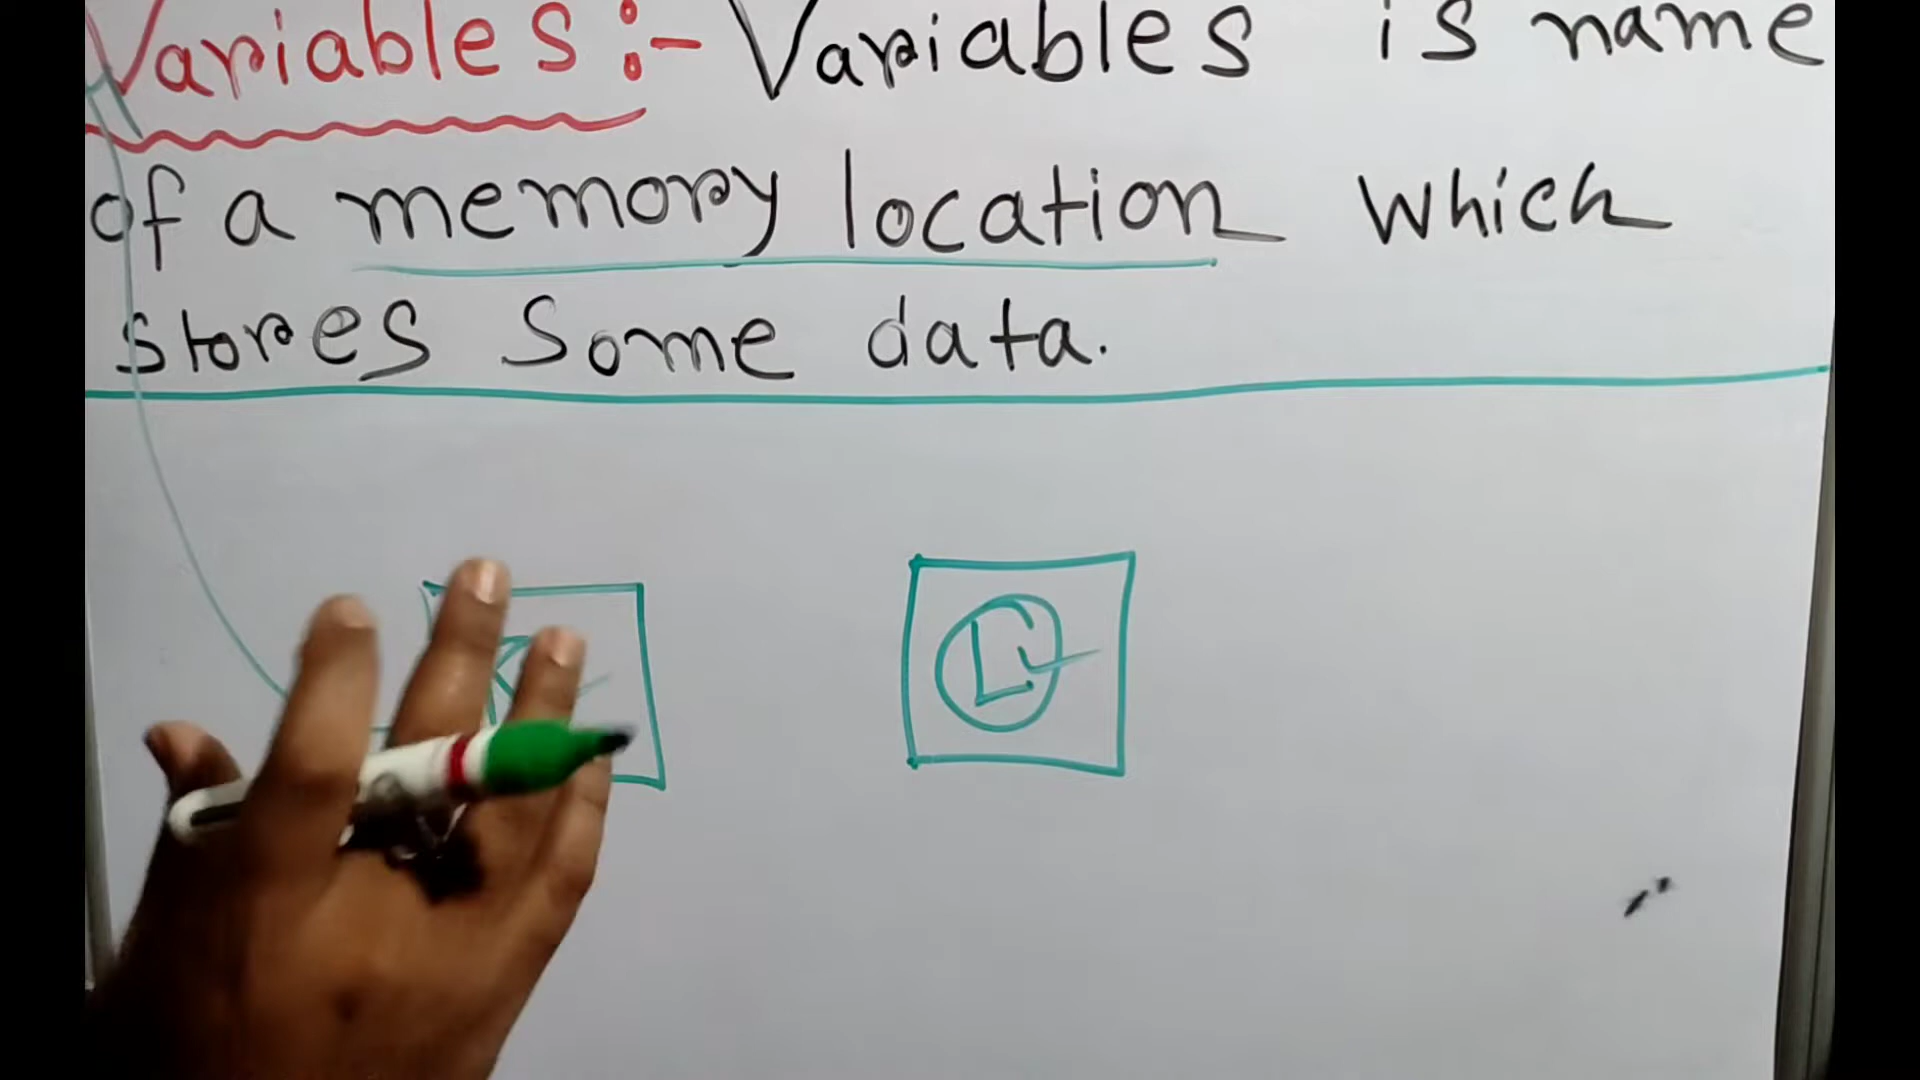 Variables :- Variables is name
of a memory location which
stores some data.
L